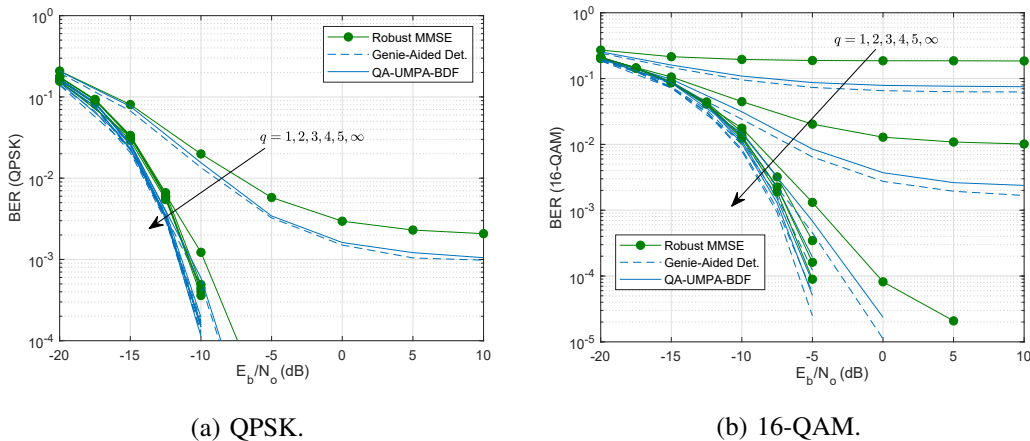 10^0
10^-1
10^-2
10^-3
10^-4
-20 -15 -10 -5 0 5 10
E_b/N_o (dB)
BER (QPSK)
Robust MMSE
Genie-Aided Det.
QA-UMPA-BDF
q = 1, 2, 3, 4, 5, ∞
(a) QPSK.
10^0
10^-1
10^-2
10^-3
10^-4
10^-5
-20 -15 -10 -5 0 5 10
E_b/N_o (dB)
BER (16-QAM)
q = 1, 2, 3, 4, 5, ∞
Robust MMSE
Genie-Aided Det.
QA-UMPA-BDF
(b) 16-QAM.